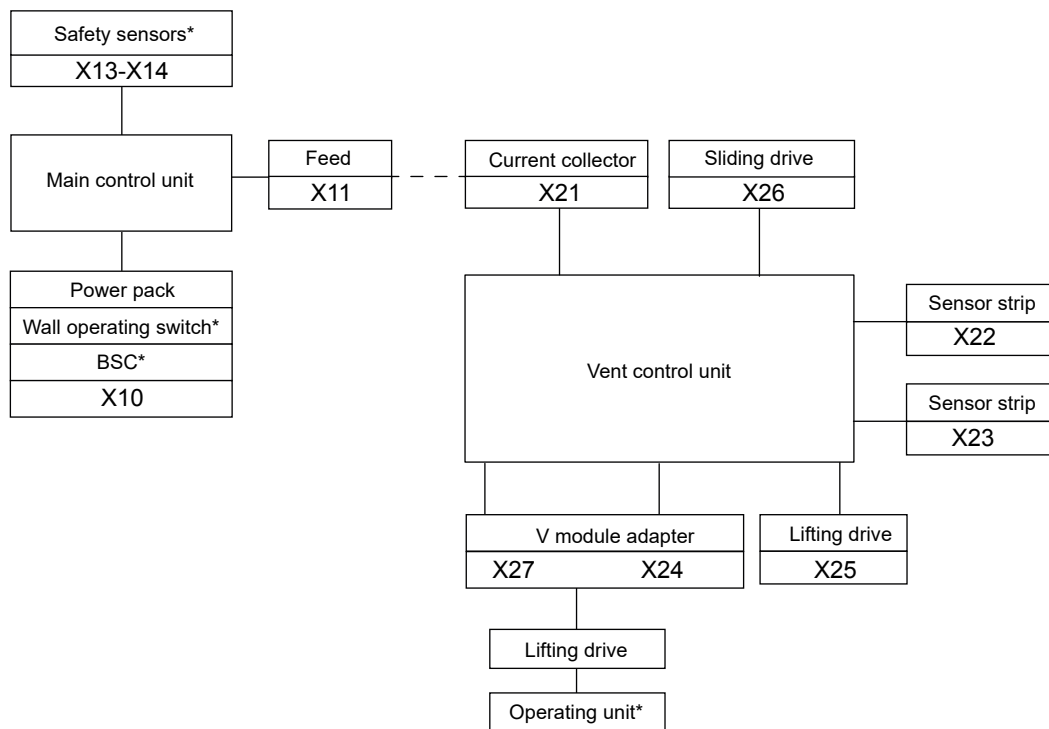 Safety sensors*
X13-X14
Main control unit
Feed
X11
Current collector
X21
Sliding drive
X26
Power pack
Wall operating switch*
BSC*
X10
Vent control unit
Sensor strip
X22
Sensor strip
X23
V module adapter
X27 X24
Lifting drive
X25
Lifting drive
Operating unit*